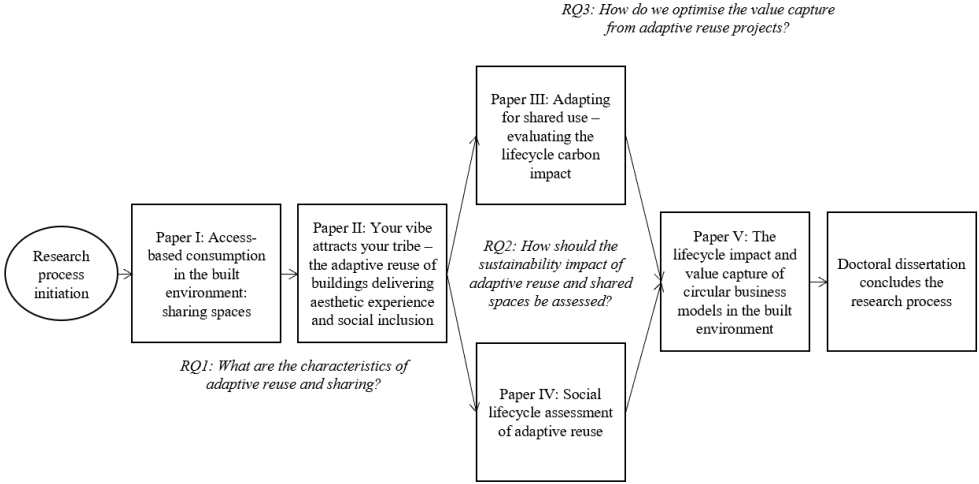 RQ3: How do we optimise the value capture
from adaptive reuse projects?
Research
process
initiation
Paper I: Access-
based consumption
in the built
environment:
sharing spaces
Paper II: Your vibe
attracts your tribe –
the adaptive reuse of
buildings delivering
aesthetic experience
and social inclusion
RQ1: What are the characteristics of
adaptive reuse and sharing?
Paper III: Adapting
for shared use –
evaluating the
lifecycle carbon
impact
RQ2: How should the
sustainability impact of
adaptive reuse and shared
spaces be assessed?
Paper IV: Social
lifecycle assessment
of adaptive reuse
Paper V: The
lifecycle impact and
value capture of
circular business
models in the built
environment
Doctoral dissertation
concludes the
research process